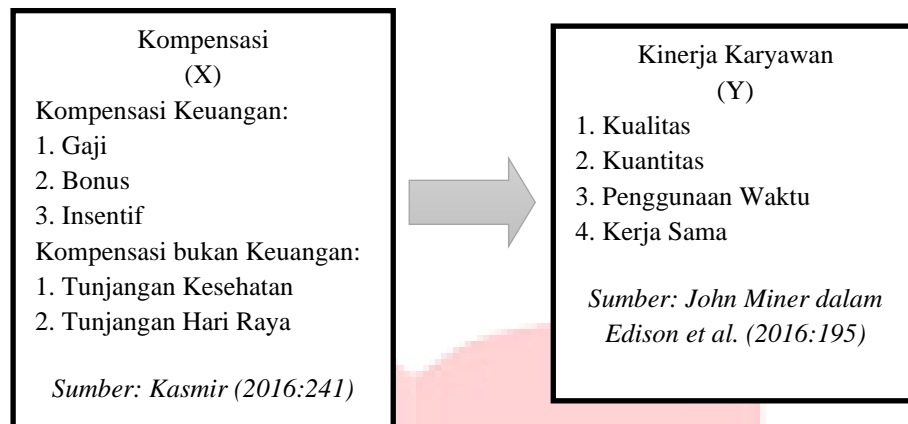 Kompensasi
(X)
Kompensasi Keuangan:
1. Gaji
2. Bonus
3. Insentif
Kompensasi bukan Keuangan:
1. Tunjangan Kesehatan
2. Tunjangan Hari Raya
Sumber: Kasmir (2016:241)
Kinerja Karyawan
(Y)
1. Kualitas
2. Kuantitas
3. Penggunaan Waktu
4. Kerja Sama
Sumber: John Miner dalam
Edison et al. (2016:195)